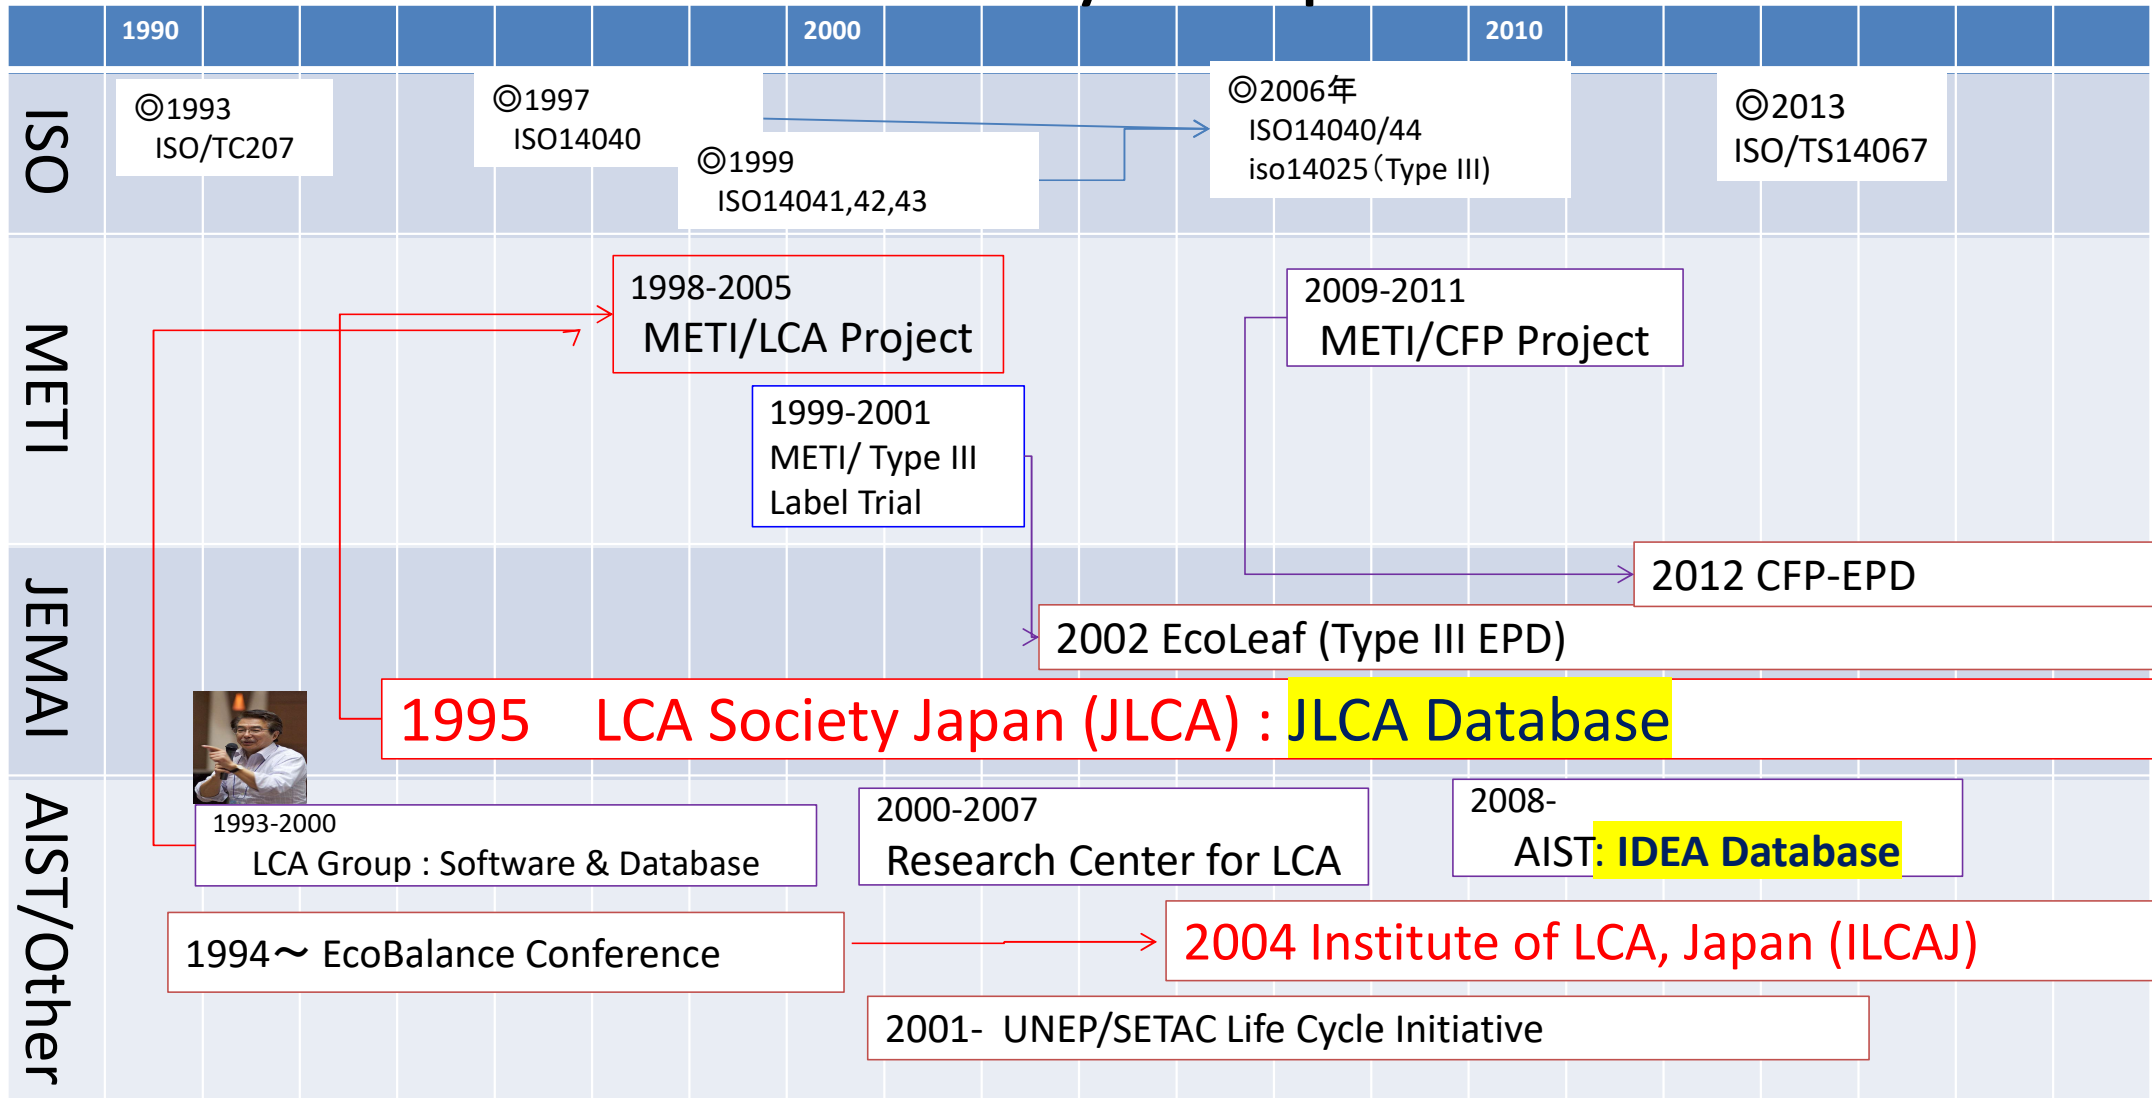 1990 2000 2010
ISO
◎1993
ISO/TC207
◎1997
ISO14040
◎1999
ISO14041,42,43
◎2006年
ISO14040/44
iso14025（Type III)
◎2013
ISO/TS14067
METI
1998-2005
METI/LCA Project
1999-2001
METI/ Type III
Label Trial
2009-2011
METI/CFP Project
JEMAI
2012 CFP-EPD
2002 EcoLeaf (Type III EPD)
1995 LCA Society Japan (JLCA) : JLCA Database
AIST/Other
1993-2000
LCA Group : Software & Database
2000-2007
Research Center for LCA
2008-
AIST: IDEA Database
1994～ EcoBalance Conference
2004 Institute of LCA, Japan (ILCAJ)
2001- UNEP/SETAC Life Cycle Initiative